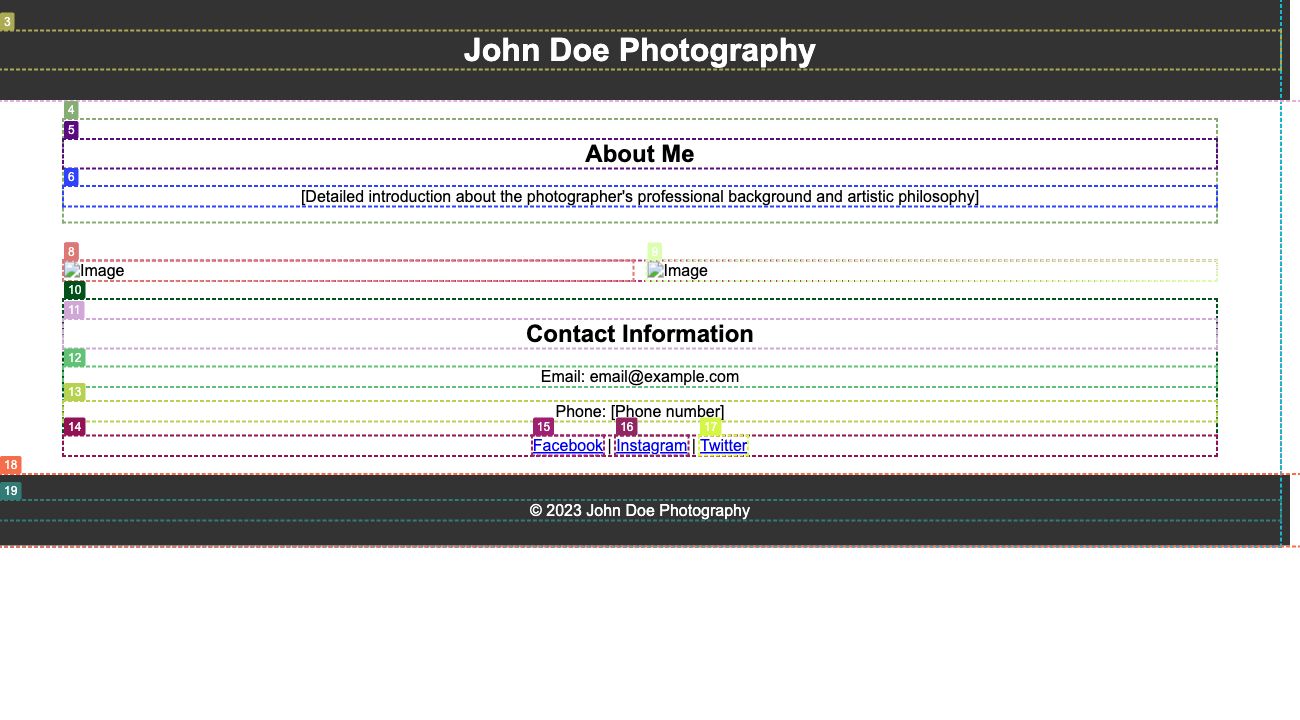 3
John Doe Photography
4
5
About Me
6
[Detailed introduction about the photographer's professional background and artistic philosophy]
8
9
Image
Image
10
11
Contact Information
12
Email: email@example.com
13
Phone: [Phone number]
14
15
16
17
Facebook | Instagram | Twitter
18
19
© 2023 John Doe Photography